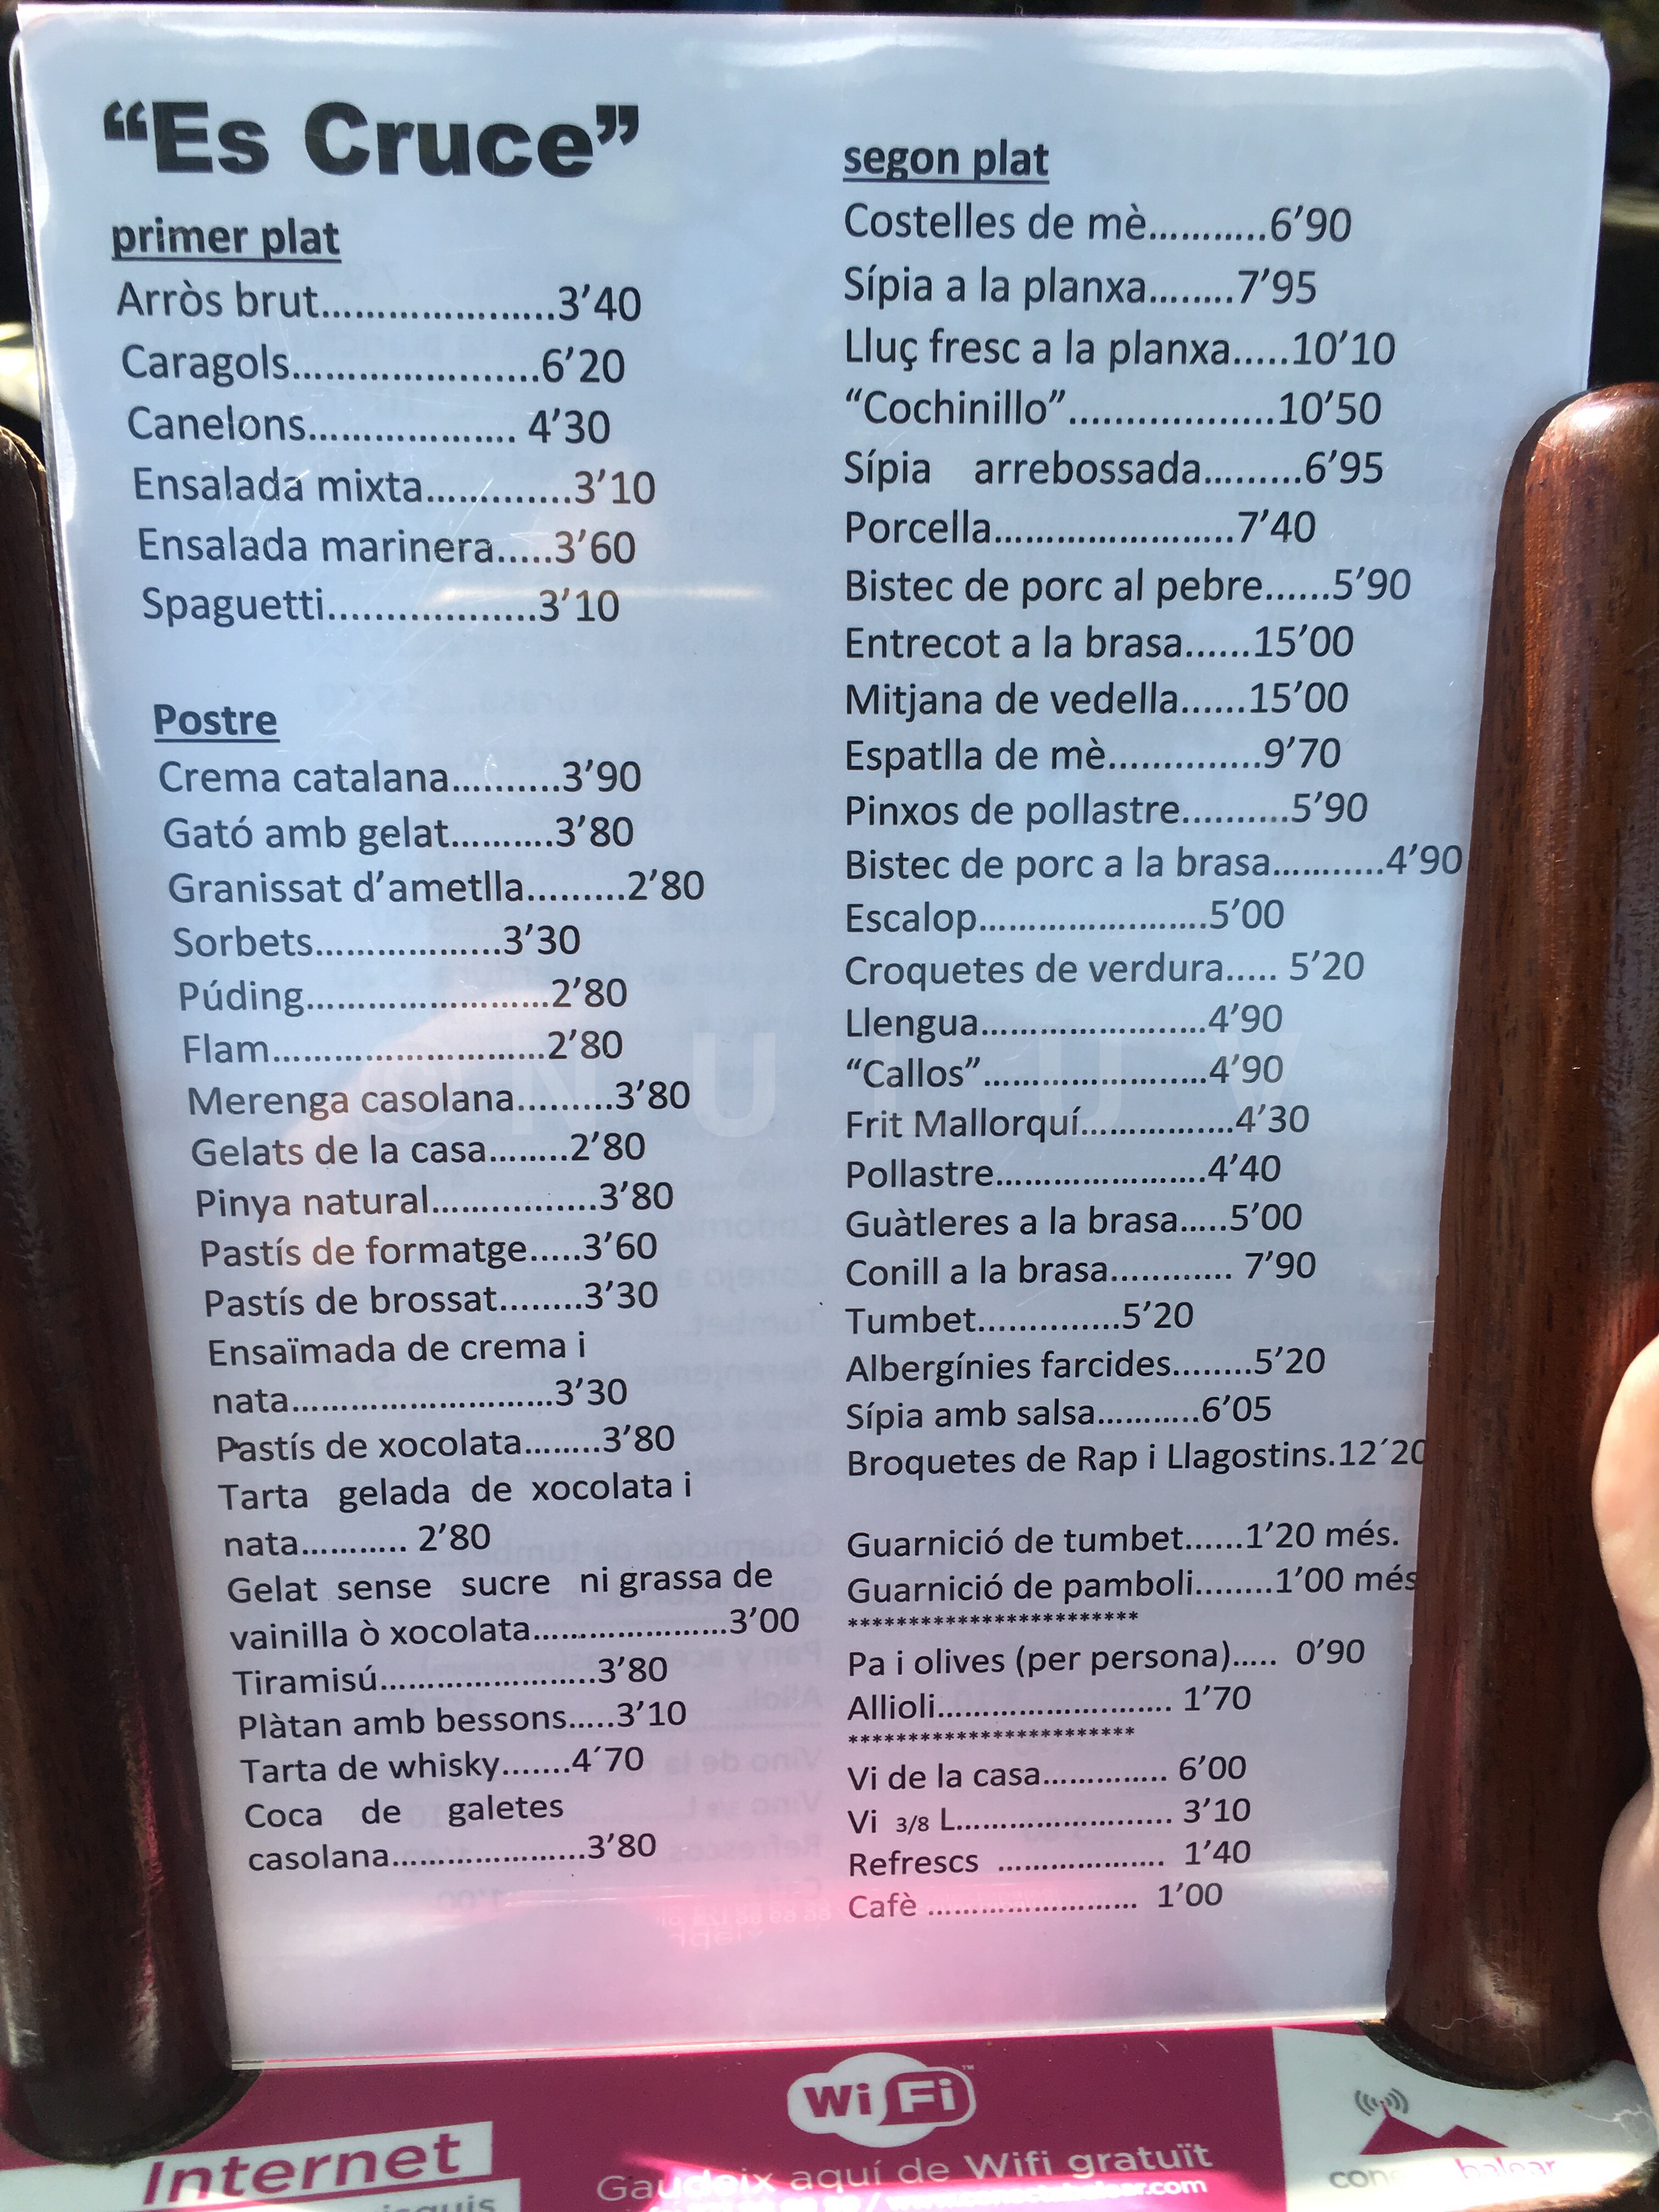 “Es Cruce”
primer plat
Arròs brut.....................3’40
Caragols......................6’20
Canelons................... 4’30
Ensalada mixta.............3’10
Ensalada marinera.....3’60
Spaguetti...................3’10
Postre
Crema catalana..........3’90
Gató amb gelat.........3’80
Granissat d’ametlla.........2’80
Sorbets..................3’30
Púding........................2’80
Flam...........................2’80
Merenga casolana.........3’80
Gelats de la casa........2’80
Pinya natural................3’80
Pastís de formatge.....3’60
Pastís de brossat........3’30
Ensaïmada de crema i
nata..........................3’30
Pastís de xocolata........3’80
Tarta gelada de xocolata i
nata........... 2’80
Gelat sense sucre ni grassa de
vainilla ò xocolata....................3’00
Tiramisú......................3’80
Plàtan amb bessons.....3’10
Tarta de whisky.......4´70
Coca de galetes
casolana....................3’80
segon plat
Costelles de mè...........6’90
Sípia a la planxa........7’95
Lluç fresc a la planxa.....10’10
“Cochinillo”..................10’50
Sípia arrebossada.........6’95
Porcella.......................7’40
Bistec de porc al pebre......5’90
Entrecot a la brasa......15’00
Mitjana de vedella......15’00
Espatlla de mè..............9’70
Pinxos de pollastre..........5’90
Bistec de porc a la brasa...........4’90
Escalop......................5’00
Croquetes de verdura..... 5’20
Llengua......................4’90
“Callos”......................4’90
Frit Mallorquí...............4’30
Pollastre.....................4’40
Guàtleres a la brasa.....5’00
Conill a la brasa............ 7’90
Tumbet..............5’20
Albergínies farcides........5’20
Sípia amb salsa..........6’05
Broquetes de Rap i Llagostins.12´20
Guarnició de tumbet......1’20 més.
Guarnició de pamboli........1’00 més
************************
Pa i olives (per persona)..... 0’90
Allioli........................ 1’70
************************
Vi de la casa.............. 6’00
Vi 3/8 L........................ 3’10
Refrescs ................... 1’40
Cafè ........................ 1’00
WiFi
Internet
Gaudeix aquí de Wifi gratuït
balear